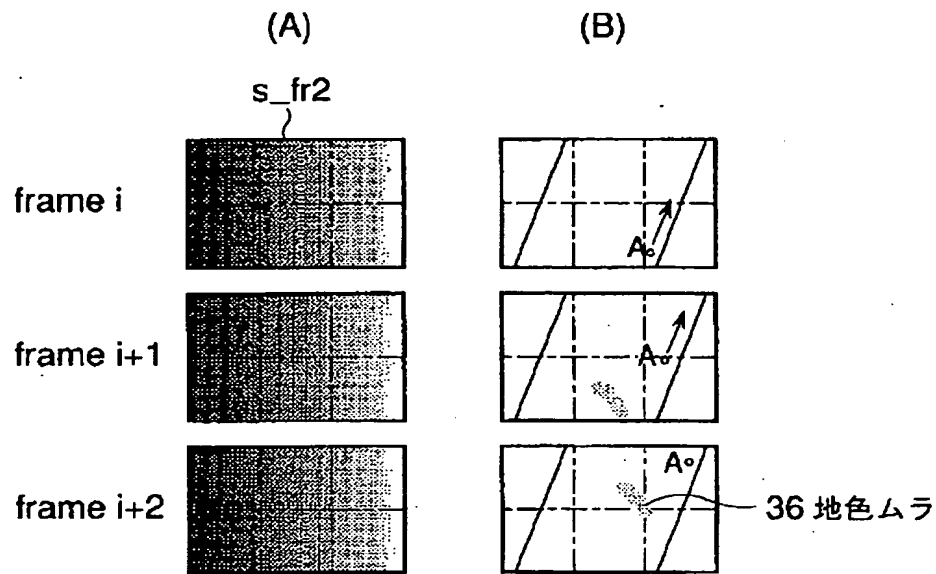 (A) (B)
s_fr2
frame i
A
frame i+1
A
frame i+2
A
36 地色ムラ